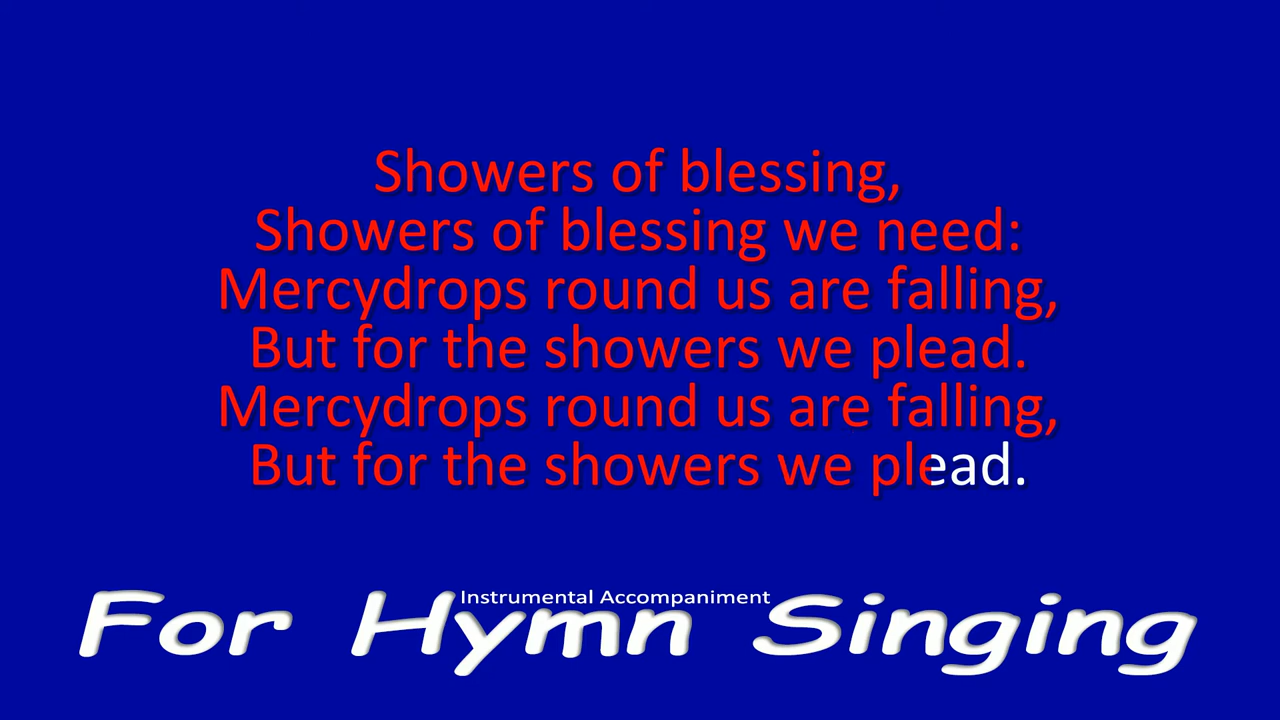 Showers of blessing,
Showers of blessing we need:
Mercydrops round us are falling,
But for the showers we plead.
Mercydrops round us are falling,
But for the showers we plead.
Instrumental Accompaniment
For Hymn Singing